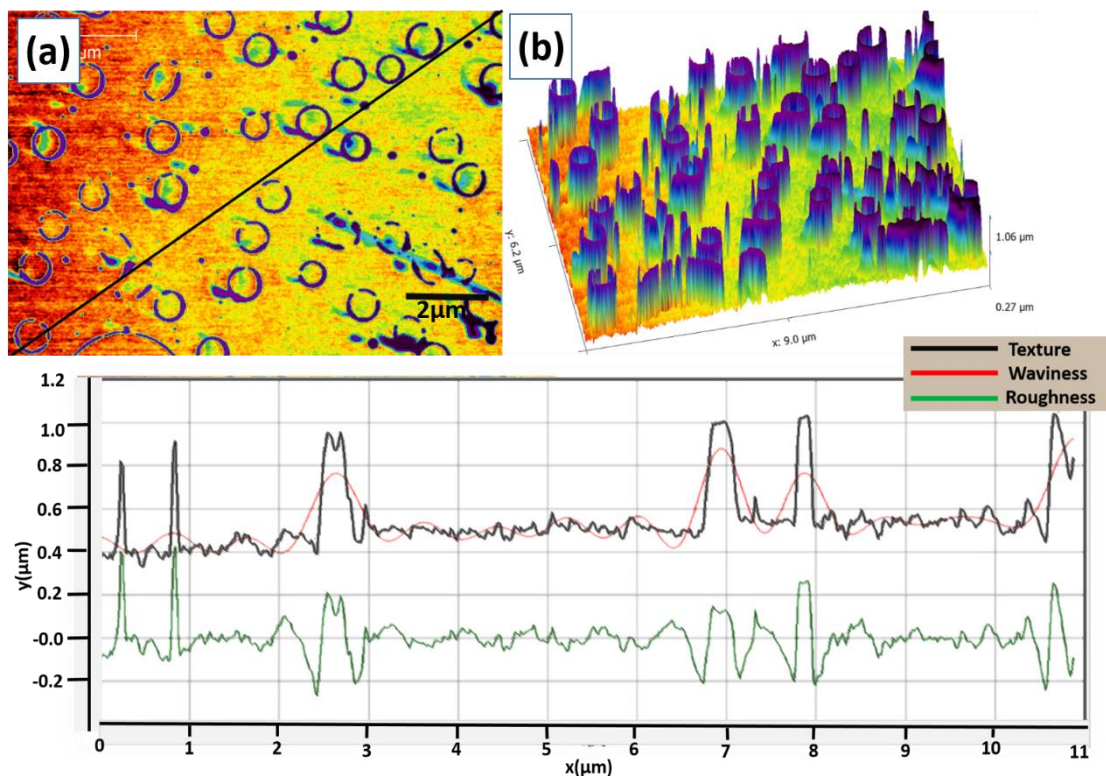 (a)
m
2μm
(b)
y: 6.2 μm
x: 9.0 μm
1.06 μm
0.27 μm
Texture
Waviness
Roughness
1.2
1.0
0.8
0.6
0.4
0.2
-0.0
-0.2
y(μm)
0 1 2 3 4 5 6 7 8 9 10 11
x(μm)